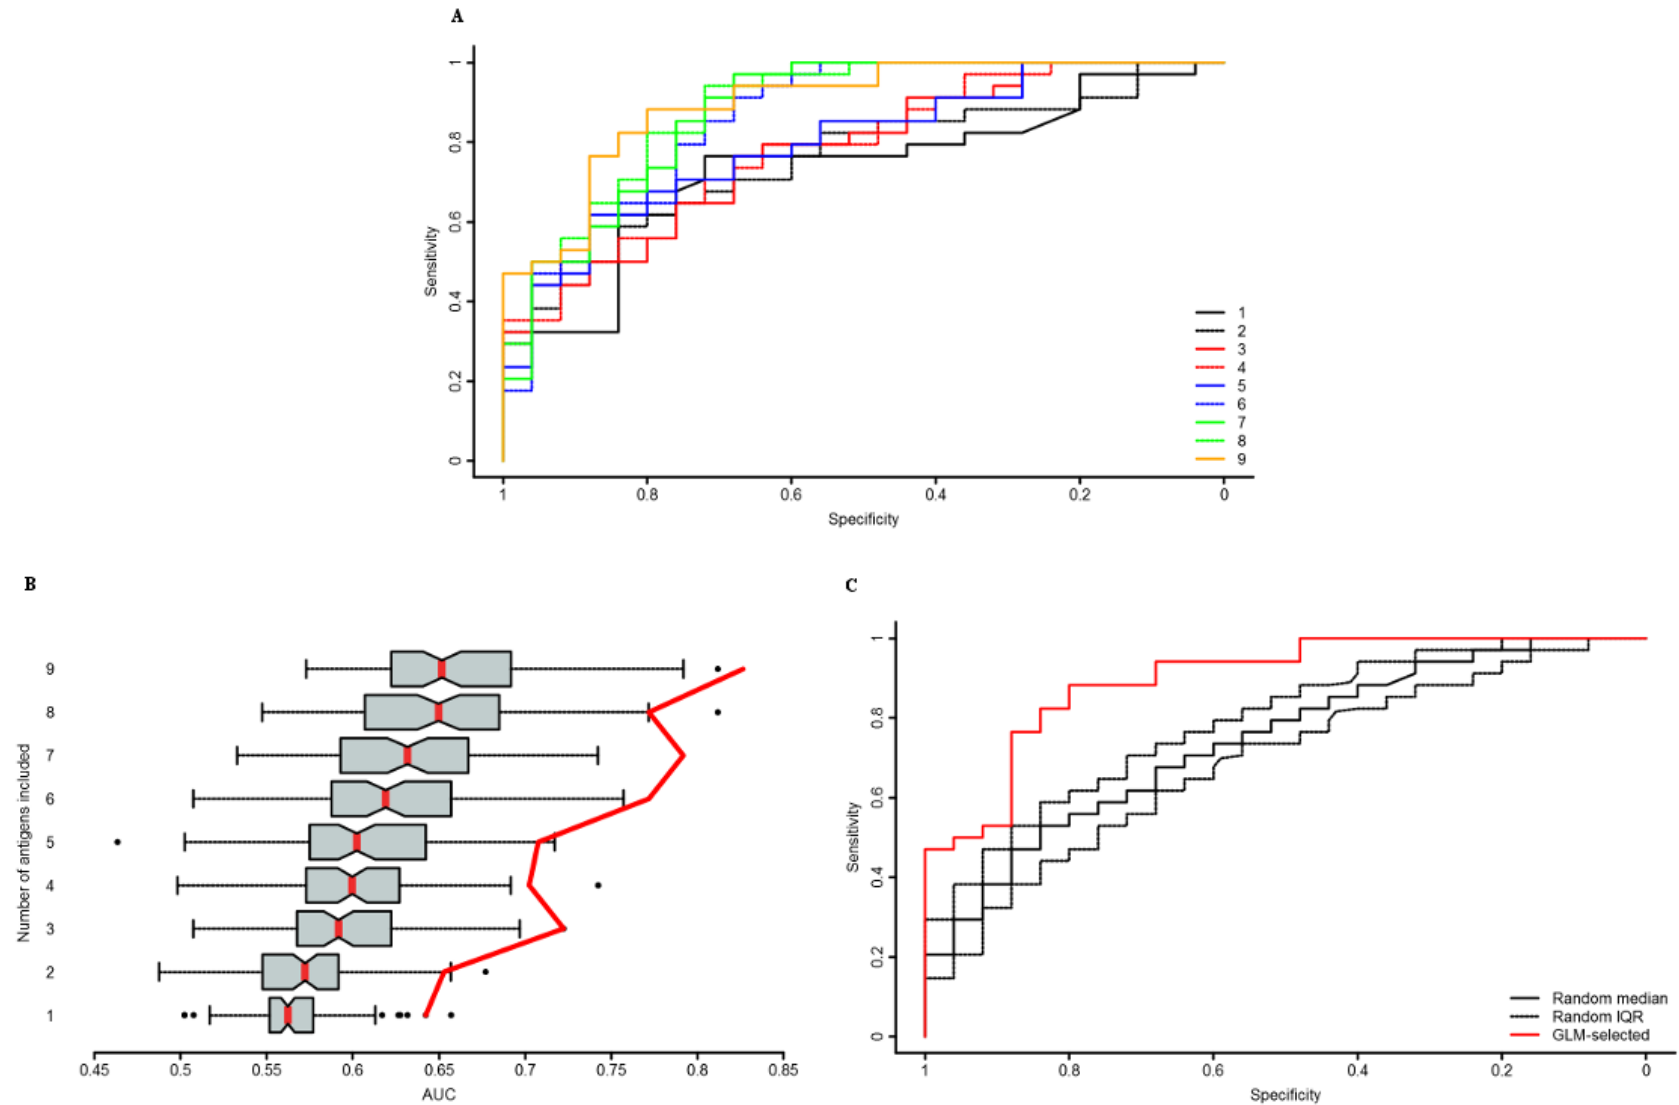 A
1
0.8
0.6
0.4
0.2
0
Sensitivity
1
2
3
4
5
6
7
8
9
1 0.8 0.6 0.4 0.2 0
Specificity
B
9
8
7
6
5
4
3
2
1
Number of antigens included
0.45 0.5 0.55 0.6 0.65 0.7 0.75 0.8 0.85
AUC
C
1
0.8
0.6
0.4
0.2
0
Sensitivity
Random median
Random IQR
GLM-selected
1 0.8 0.6 0.4 0.2 0
Specificity